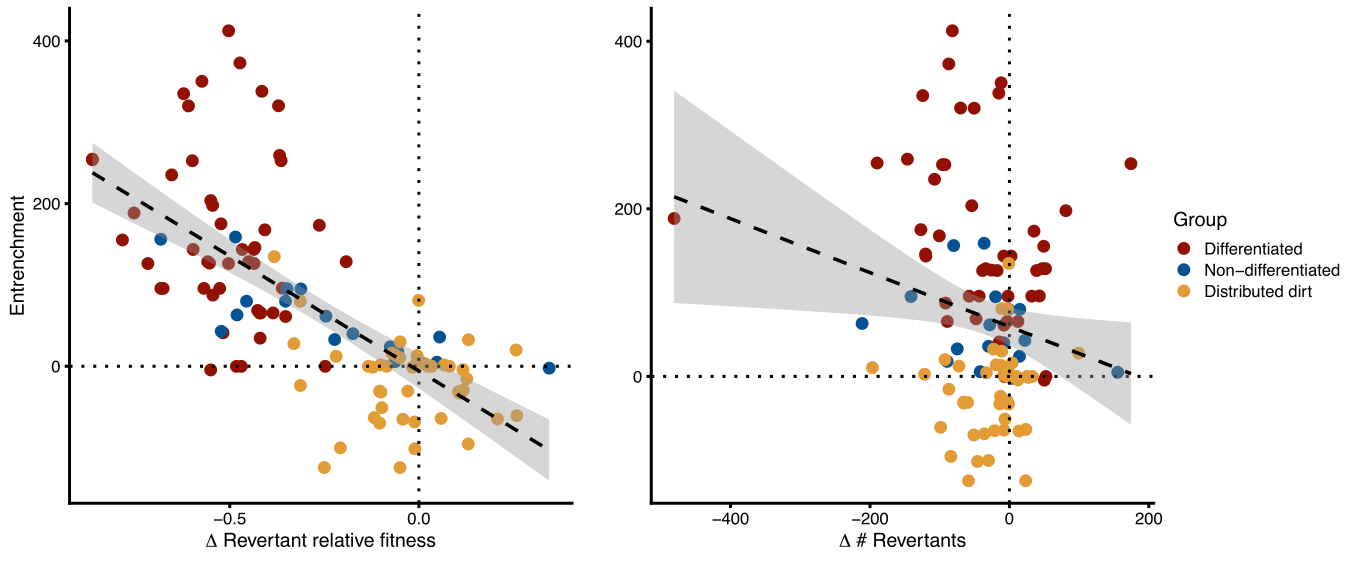 Entrenchment
400
200
0
−0.5
0.0
Δ Revertant relative fitness
400
200
0
−400
−200
0
200
Δ # Revertants
Group
Differentiated
Non−differentiated
Distributed dirt